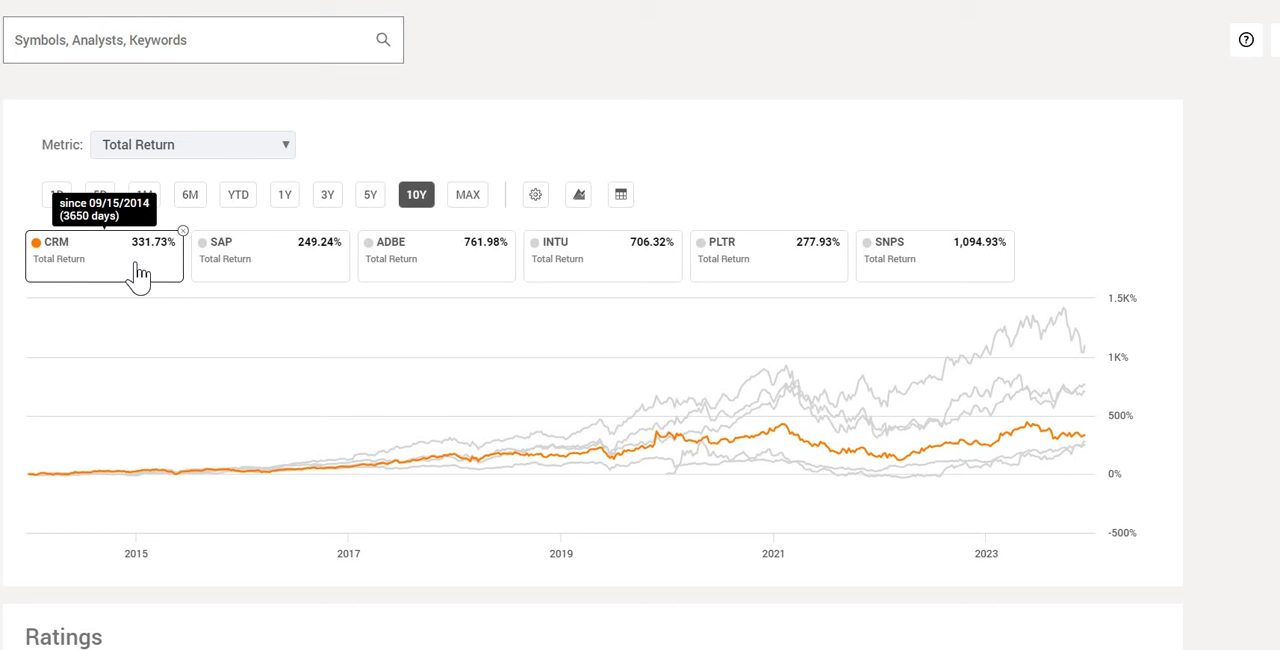 Symbols, Analysts, Keywords
Metric: Total Return
6M YTD 1Y 3Y 5Y 10Y MAX
since 09/15/2014
(3650 days)
CRM 331.73% SAP 249.24% ADBE 761.98% INTU 706.32% PLTR 277.93% SNPS 1,094.93%
Total Return Total Return Total Return Total Return Total Return Total Return
1.5K%
1K%
500%
0%
-500%
2015 2017 2019 2021 2023
Ratings